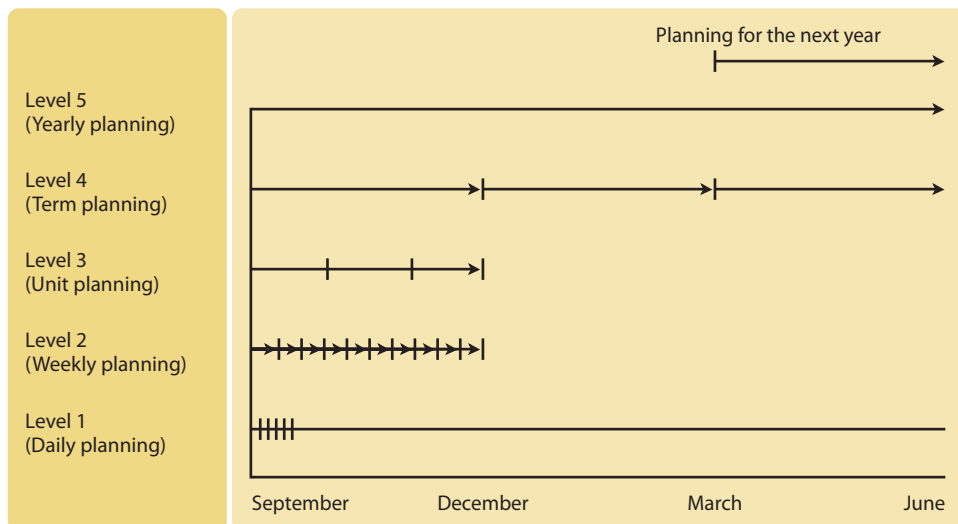 Planning for the next year
Level 5
(Yearly planning)
Level 4
(Term planning)
Level 3
(Unit planning)
Level 2
(Weekly planning)
Level 1
(Daily planning)
September December March June